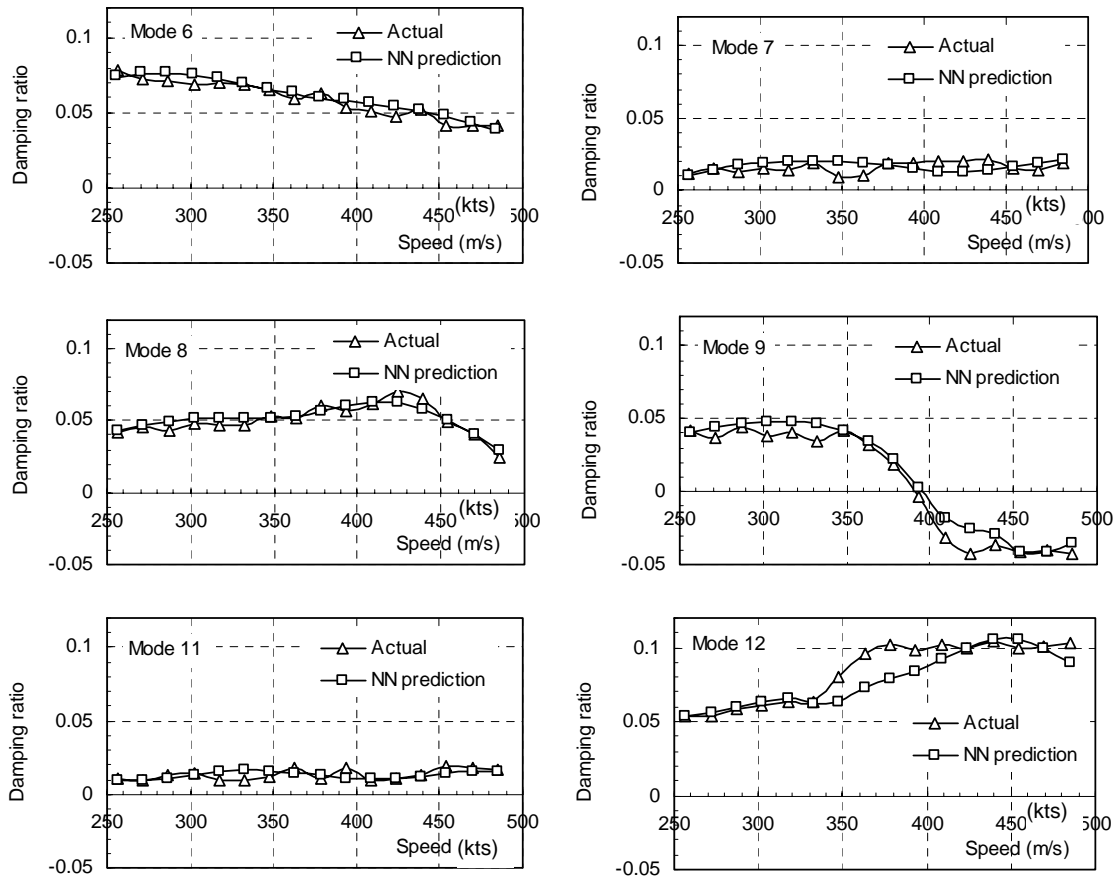 Mode 6
Actual
NN prediction
0.1
0.05
0
-0.05
Damping ratio
250 300 350 400 450 500
(kts)
Speed (m/s)
Mode 7
Actual
NN prediction
0.1
0.05
0
-0.05
Damping ratio
250 300 350 400 450 00
(kts)
Speed (m/s)
Mode 8
Actual
NN prediction
0.1
0.05
0
-0.05
Damping ratio
250 300 350 400 450 500
(kts)
Speed (m/s)
Mode 9
Actual
NN prediction
0.1
0.05
0
-0.05
Damping ratio
250 300 350 400 450 500
(kts)
Speed (m/s)
Mode 11
Actual
NN prediction
0.1
0.05
0
-0.05
Damping ratio
250 300 350 400 450 500
Speed (kts)
Mode 12
Actual
NN prediction
0.1
0.05
0
-0.05
Damping ratio
250 300 350 400 450 500
(kts)
Speed (m/s)